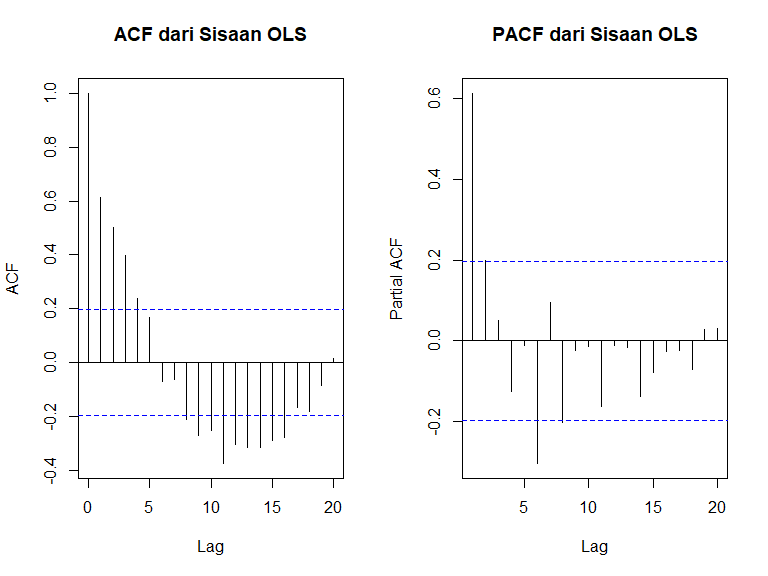 ACF dari Sisaan OLS
ACF
1.0
0.8
0.6
0.4
0.2
0.0
-0.2
-0.4
0 5 10 15 20
Lag
PACF dari Sisaan OLS
Partial ACF
0.6
0.4
0.2
0.0
-0.2
5 10 15 20
Lag